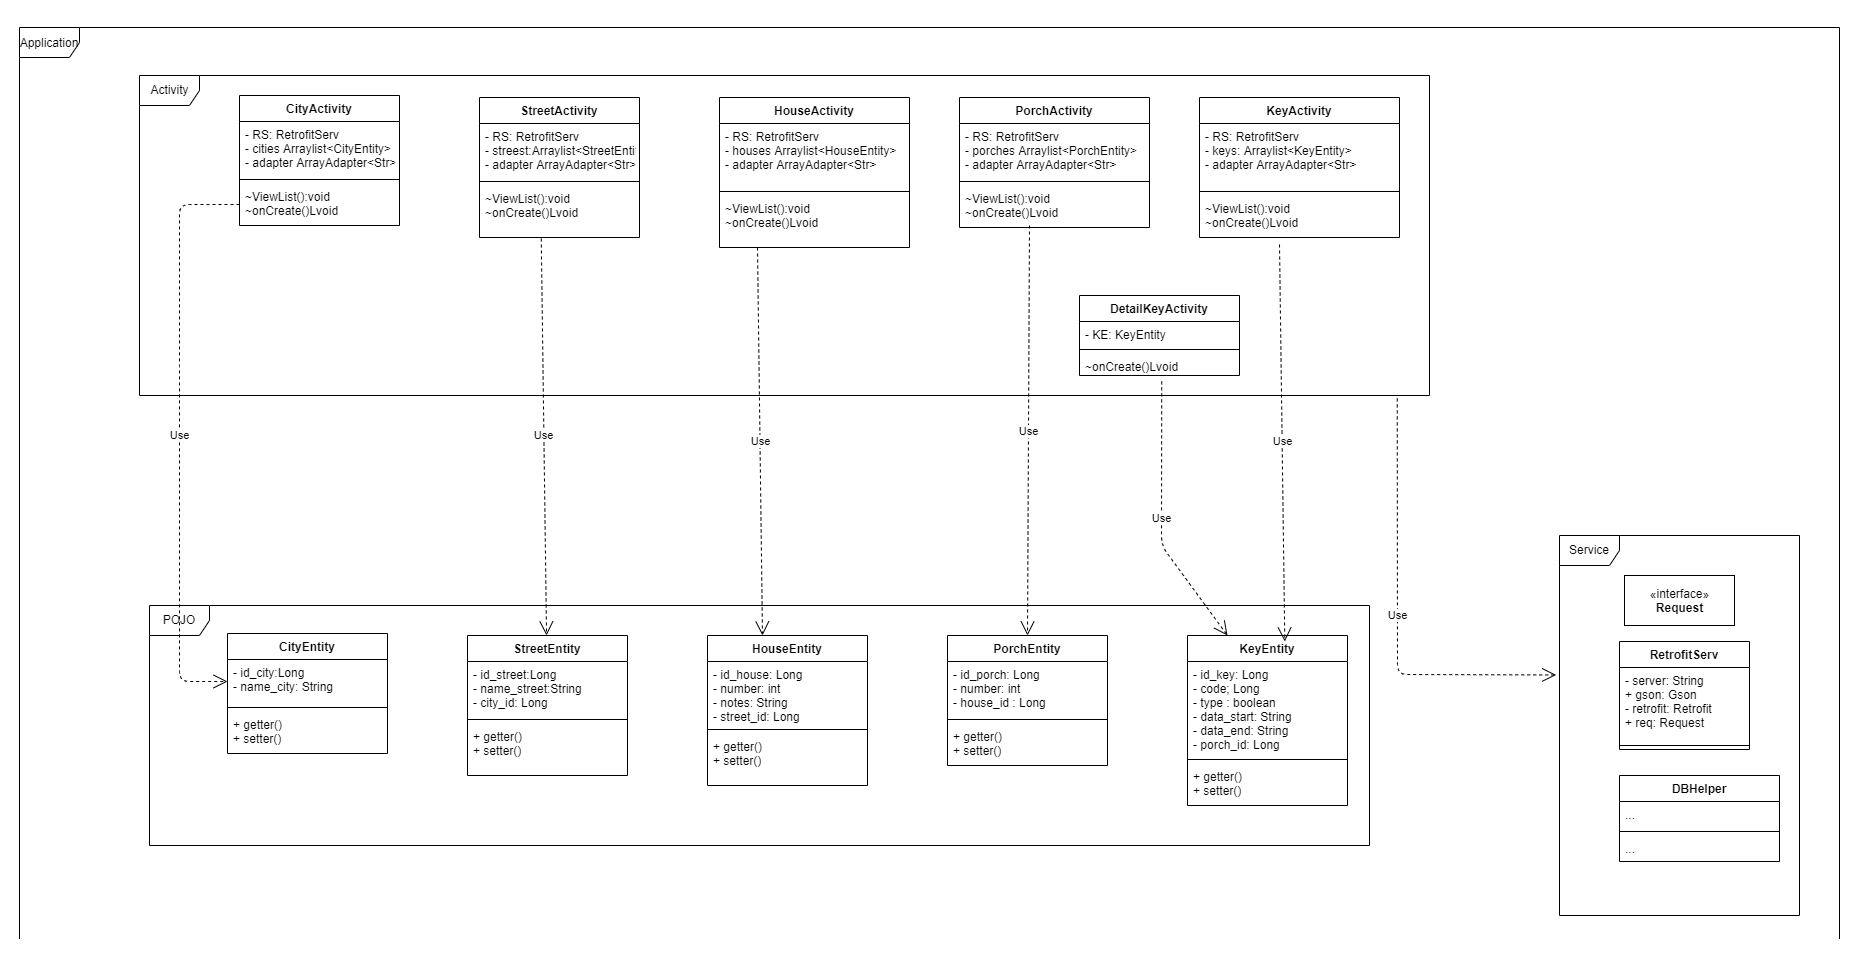 Application
Activity
CityActivity
- RS: RetrofitServ
- cities Arraylist<CityEntity>
- adapter ArrayAdapter<Str>
~ViewList():void
~onCreate()Lvoid
StreetActivity
- RS: RetrofitServ
- streest:Arraylist<StreetEnti
- adapter ArrayAdapter<Str>
~ViewList():void
~onCreate()Lvoid
HouseActivity
- RS: RetrofitServ
- houses Arraylist<HouseEntity>
- adapter ArrayAdapter<Str>
~ViewList():void
~onCreate()Lvoid
PorchActivity
- RS: RetrofitServ
- porches Arraylist<PorchEntity>
- adapter ArrayAdapter<Str>
~ViewList():void
~onCreate()Lvoid
KeyActivity
- RS: RetrofitServ
- keys: Arraylist<KeyEntity>
- adapter ArrayAdapter<Str>
~ViewList():void
~onCreate()Lvoid
DetailKeyActivity
- KE: KeyEntity
~onCreate()Lvoid
Use
Use
Use
Use
Use
Use
Use
POJO
CityEntity
- id_city:Long
- name_city: String
+ getter()
+ setter()
StreetEntity
- id_street:Long
- name_street:String
- city_id: Long
+ getter()
+ setter()
HouseEntity
- id_house: Long
- number: int
- notes: String
- street_id: Long
+ getter()
+ setter()
PorchEntity
- id_porch: Long
- number: int
- house_id : Long
+ getter()
+ setter()
KeyEntity
- id_key: Long
- code; Long
- type : boolean
- data_start: String
- data_end: String
- porch_id: Long
+ getter()
+ setter()
Service
«interface»
Request
RetrofitServ
- server: String
+ gson: Gson
- retrofit: Retrofit
+ req: Request
DBHelper
...
...